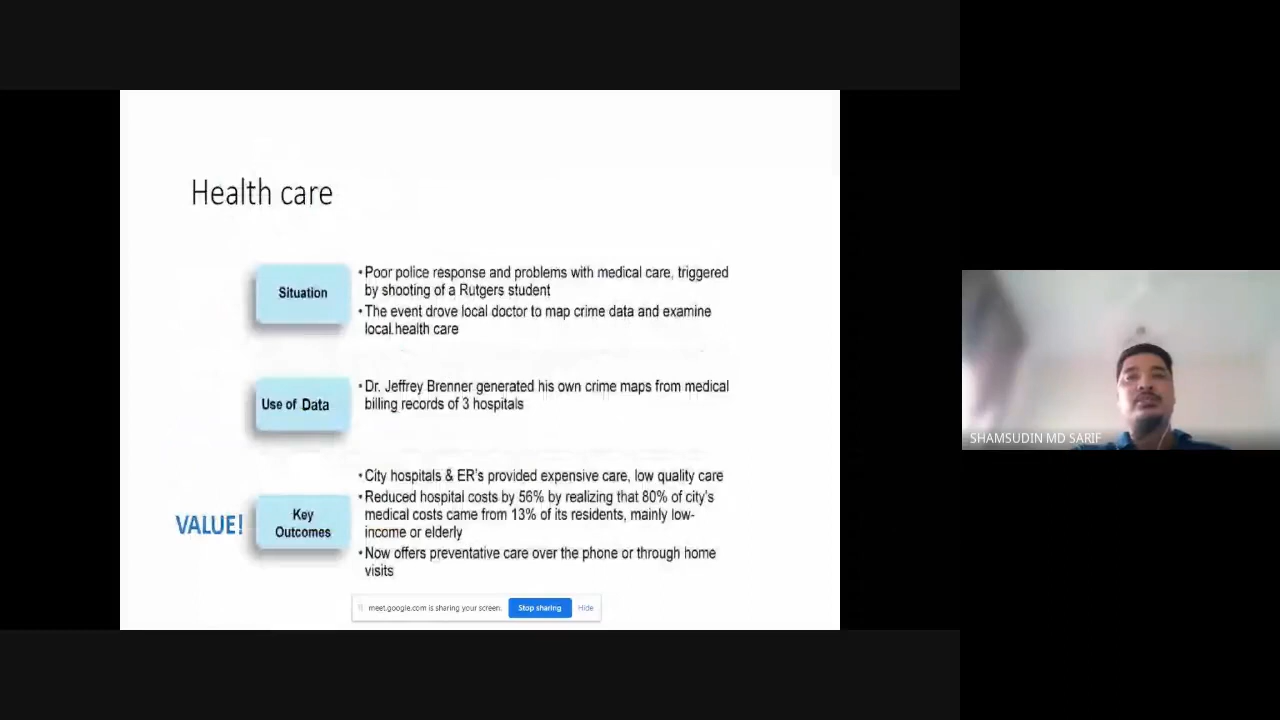 Health care
Situation
•Poor police response and problems with medical care, triggered
by shooting of a Rutgers student
•The event drove local doctor to map crime data and examine
local health care
Use of Data
•Dr. Jeffrey Brenner generated his own crime maps from medical
billing records of 3 hospitals
VALUE!
Key
Outcomes
•City hospitals & ER's provided expensive care, low quality care
•Reduced hospital costs by 56% by realizing that 80% of city's
medical costs came from 13% of its residents, mainly low-
income or elderly
•Now offers preventative care over the phone or through home
visits
meet.google.com is sharing your screen.
Stop sharing
Hide
SHAMSUDIN MD SARIF